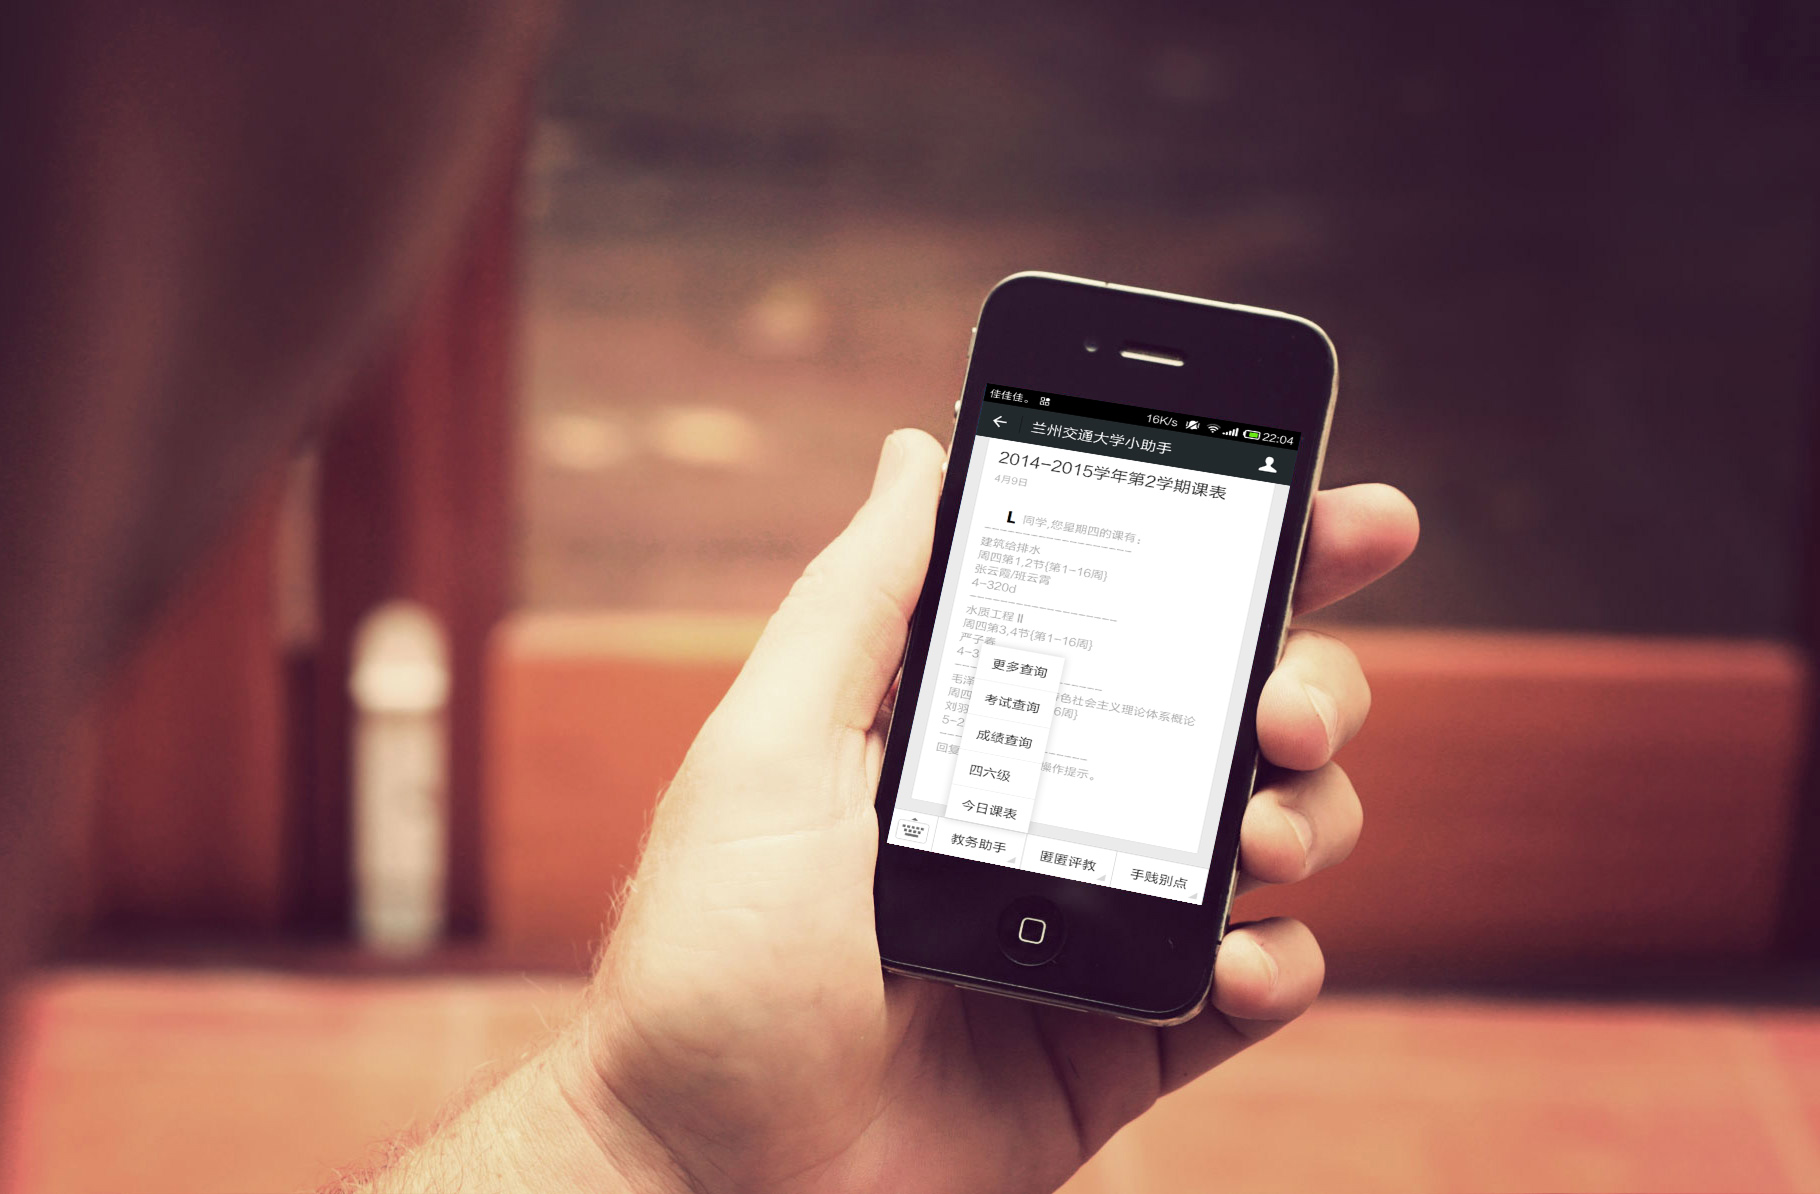 佳佳佳。 16K/s 22:04
兰州交通大学小助手
2014-2015学年第2学期课表
4月9日
L 同学,您星期四的课有:
建筑给排水
周四第1,2节{第1-16周}
张云霞/班云霄
4-320d
水质工程 II
周四第3,4节{第1-16周}
严子春
4-3
毛泽 色社会主义理论体系概论
周四 6周}
刘羽
5-2
回复 操作提示。
更多查询
考试查询
成绩查询
四六级
今日课表
教务助手 匿匿评教 手贱别点